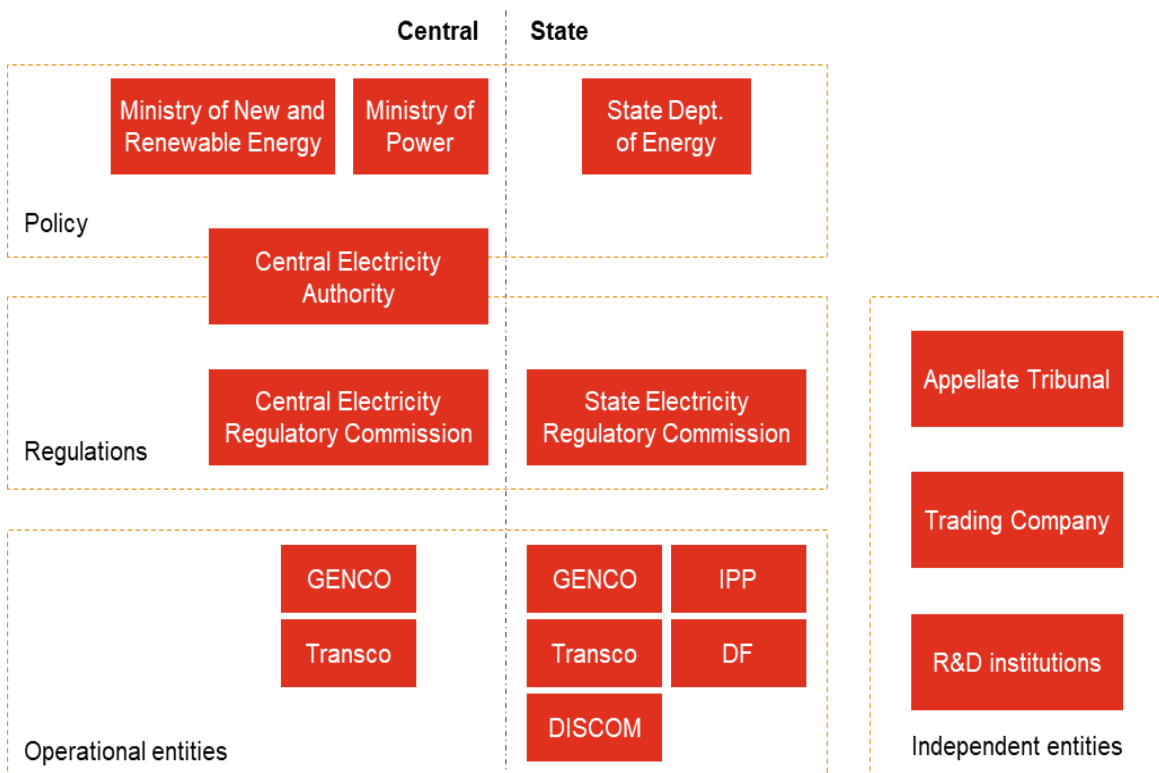 Central
State
Ministry of New and
Renewable Energy
Ministry of
Power
State Dept.
of Energy
Policy
Central Electricity
Authority
Central Electricity
Regulatory Commission
State Electricity
Regulatory Commission
Regulations
GENCO
Transco
GENCO
IPP
Transco
DF
DISCOM
Operational entities
Appellate Tribunal
Trading Company
R&D institutions
Independent entities